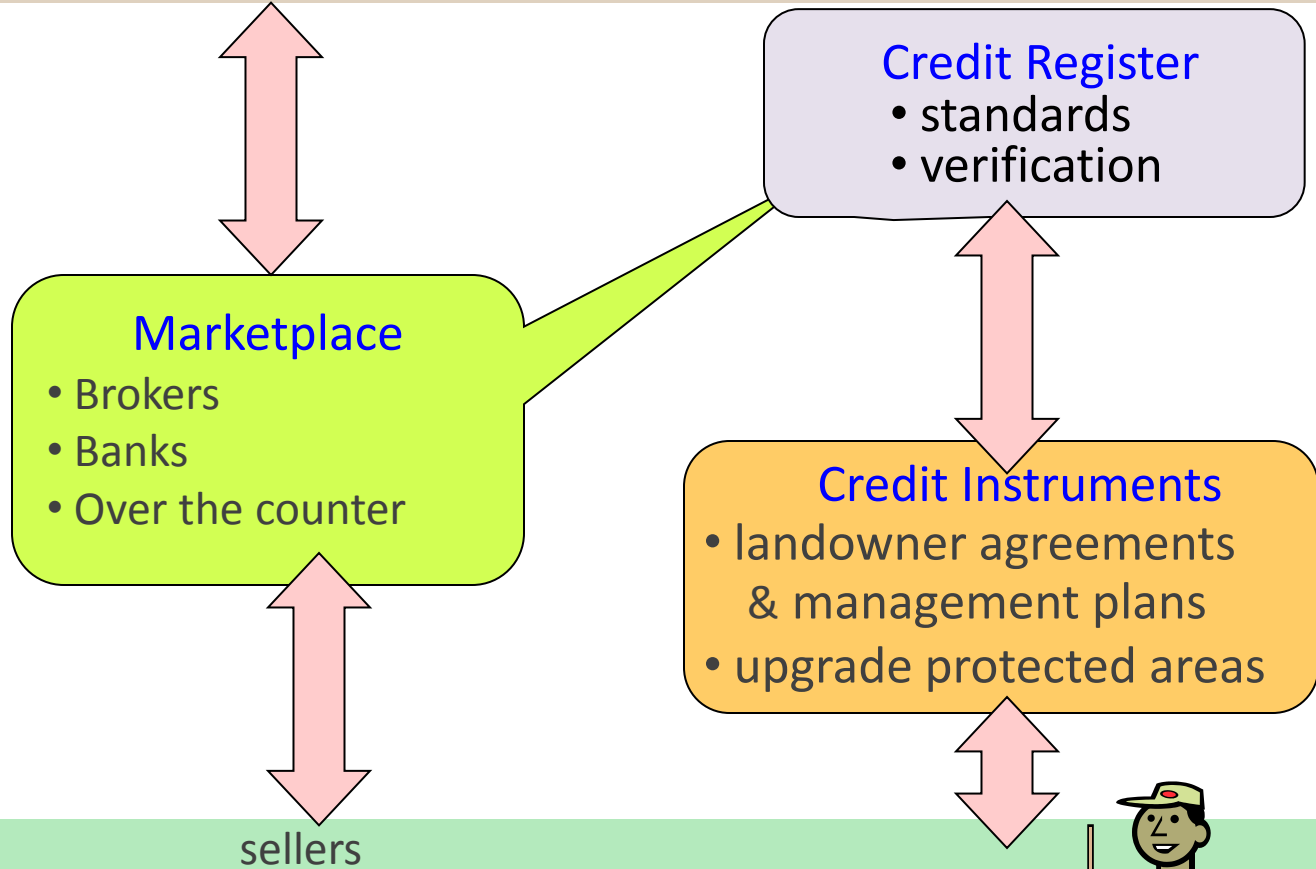 Credit Register
• standards
• verification
Marketplace
• Brokers
• Banks
• Over the counter
Credit Instruments
• landowner agreements
& management plans
• upgrade protected areas
sellers